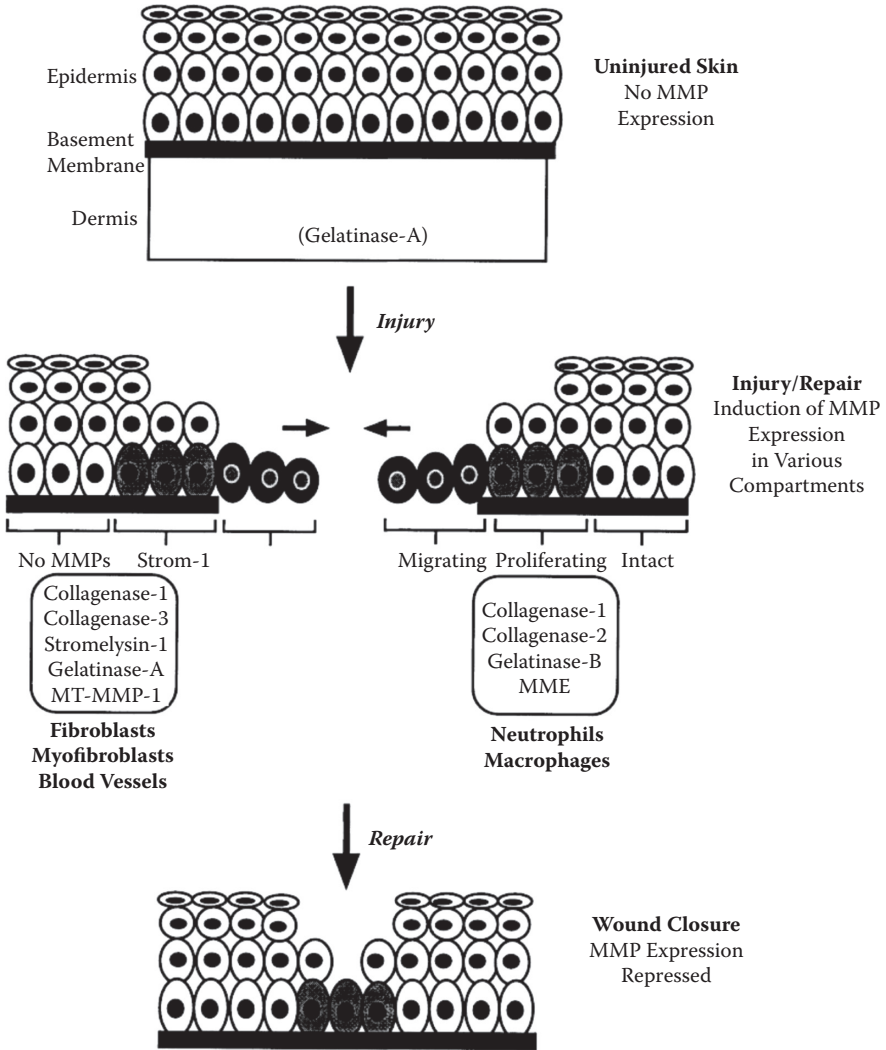 Epidermis
Basement
Membrane
Dermis
(Gelatinase-A)
Uninjured Skin
No MMP
Expression
Injury
Injury/Repair
Induction of MMP
Expression
in Various
Compartments
No MMPs
Strom-1
Migrating
Proliferating
Intact
Collagenase-1
Collagenase-3
Stromelysin-1
Gelatinase-A
MT-MMP-1
Fibroblasts
Myofibroblasts
Blood Vessels
Collagenase-1
Collagenase-2
Gelatinase-B
MME
Neutrophils
Macrophages
Repair
Wound Closure
MMP Expression
Repressed